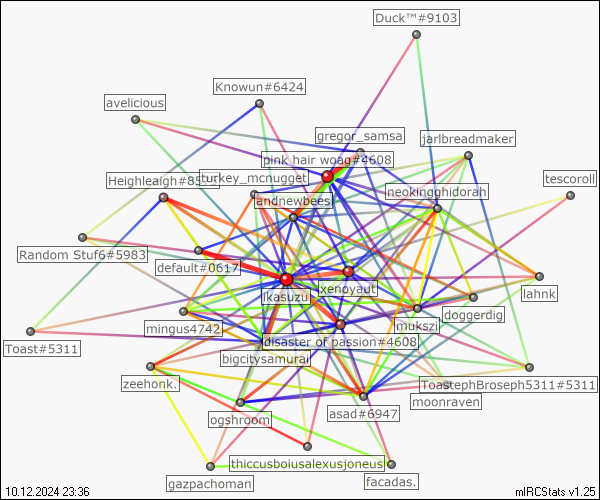 Duck™#9103
Knowun#6424
avelicious
gregor_samsa
jarlbreadmaker
pink hair woag#4608
turkey_mcnugget
tescoroll
neokingghidorah
andnewbees
Random Stuf6#5983
default#0617
xenoyaut
ikasuzu
lahnk
doggerdig
mukszi
mingus4742
disaster of passion#4608
Toast#5311
bigcitysamurai
zeehonk.
ToastephBroseph5311#5311
moonraven
asad#6947
ogshroom
thiccusboiusalexusjoneus
facadas.
gazpachoman
10.12.2024 23:36
mIRCStats v1.25